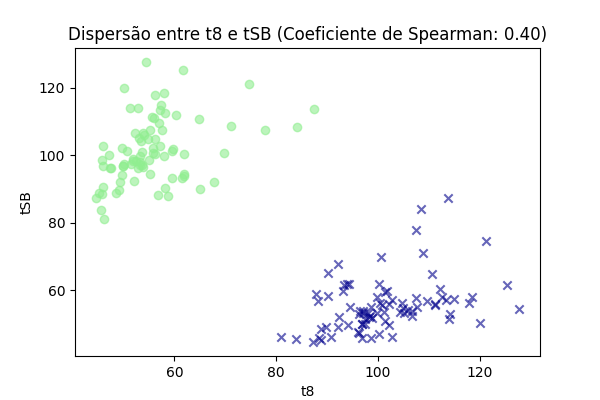 Dispersão entre t8 e tSB (Coeficiente de Spearman: 0.40)
120
100
80
60
tSB
60 80 100 120
t8